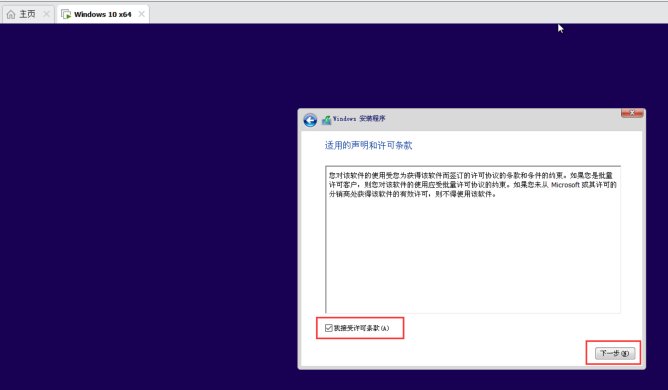 主页
Windows 10 x64
Windows 安装程序
适用的声明和许可条款
您对该软件的使用受您为获得该软件而签订的许可协议的条款和条件的约束。如果您是批量
许可客户，则您对该软件的使用应受批量许可协议的约束。如果您未从 Microsoft 或其许可的
分销商处获得该软件的有效许可，则不得使用该软件。
我接受许可条款(A)
下一步(N)